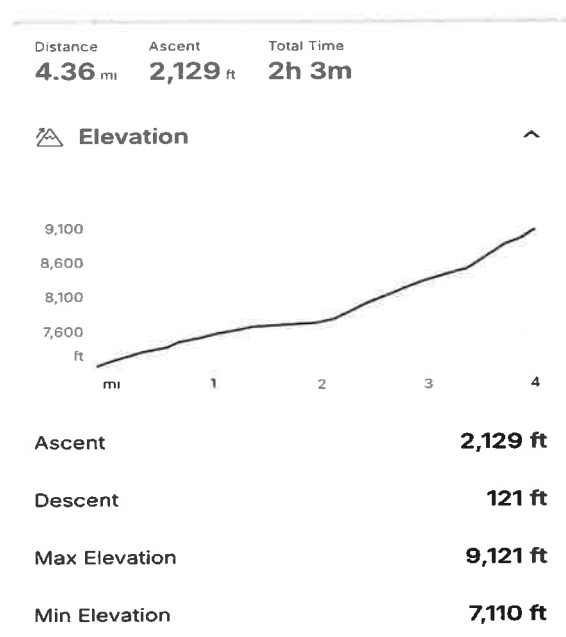 Distance Ascent Total Time
4.36 mi 2,129 ft 2h 3m
Elevation
9,100
8,600
8,100
7,600
ft
mi 1 2 3 4
Ascent 2,129 ft
Descent 121 ft
Max Elevation 9,121 ft
Min Elevation 7,110 ft